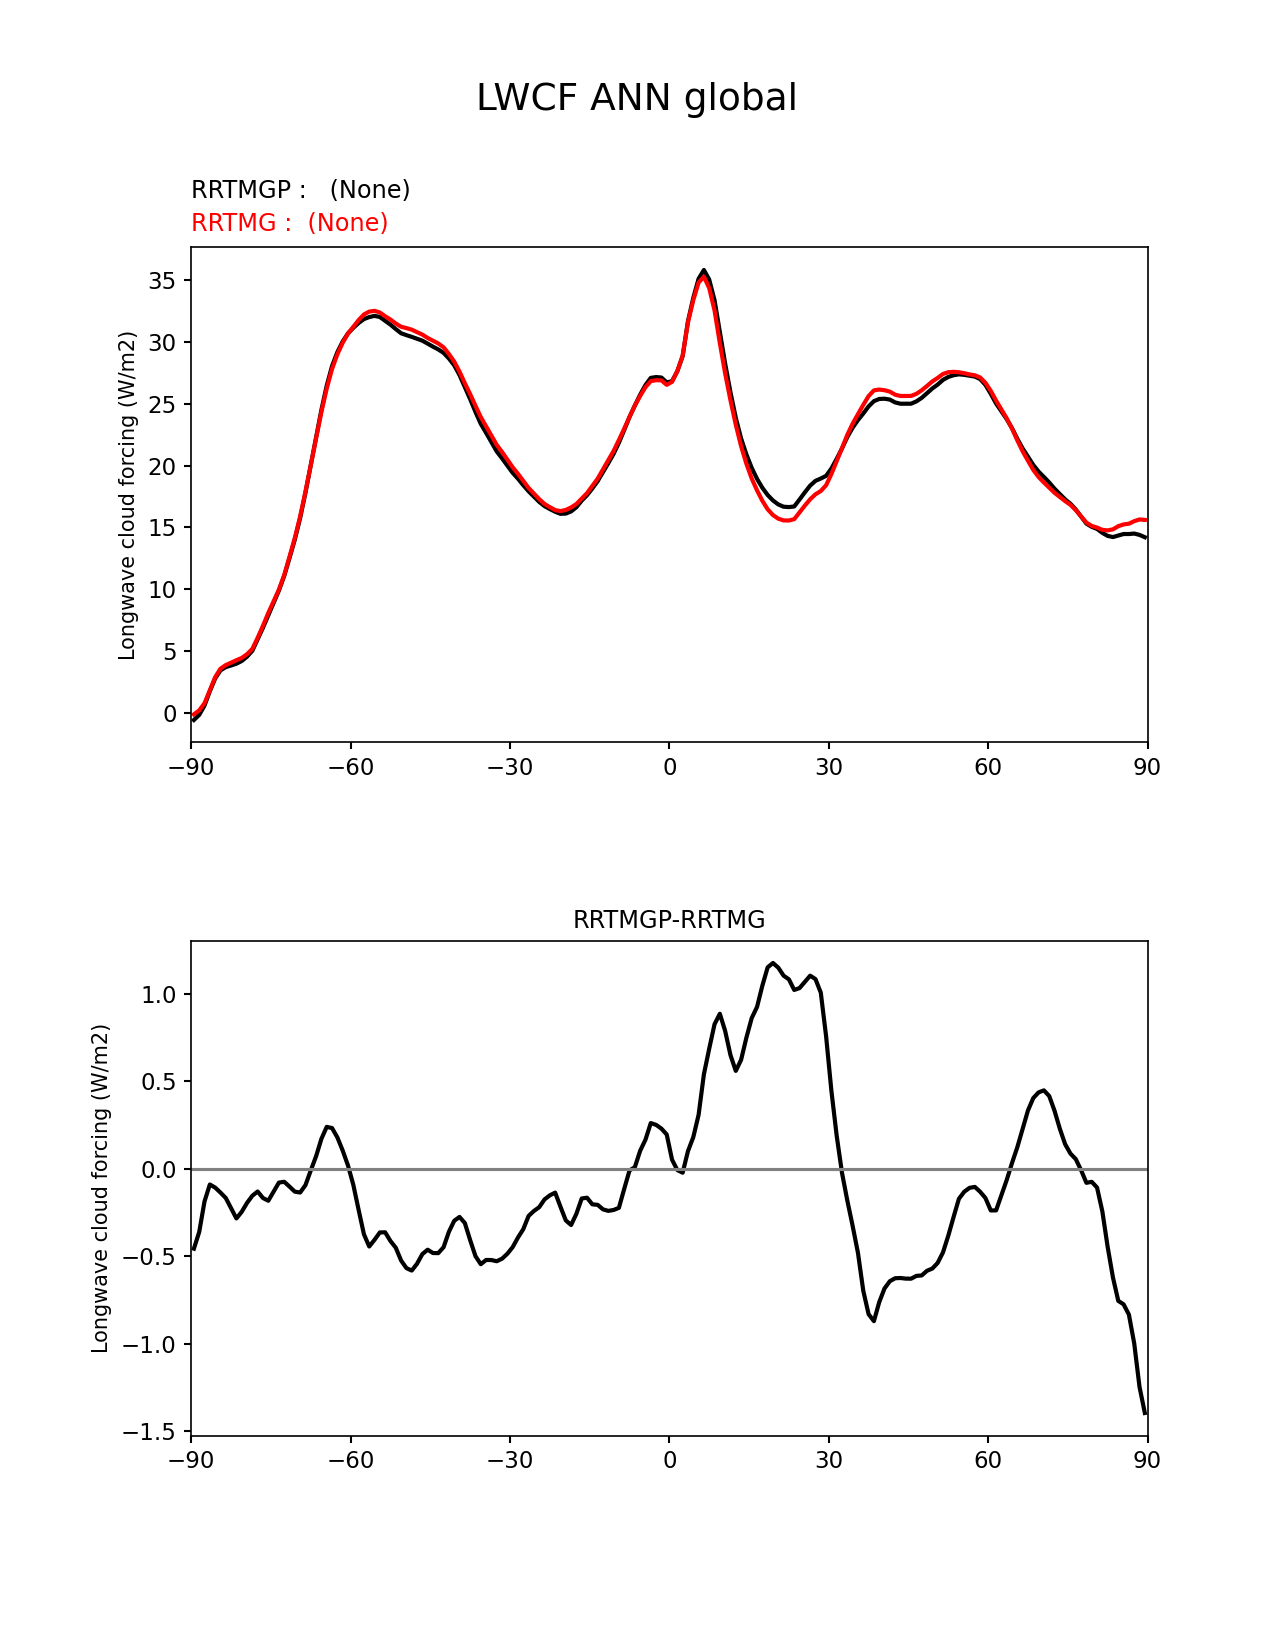 LWCF ANN global
RRTMGP :   (None)
RRTMG :  (None)
Longwave cloud forcing (W/m2)
35
30
25
20
15
10
5
0
−90 −60 −30 0 30 60 90
RRTMGP-RRTMG
Longwave cloud forcing (W/m2)
1.0
0.5
0.0
−0.5
−1.0
−1.5
−90 −60 −30 0 30 60 90